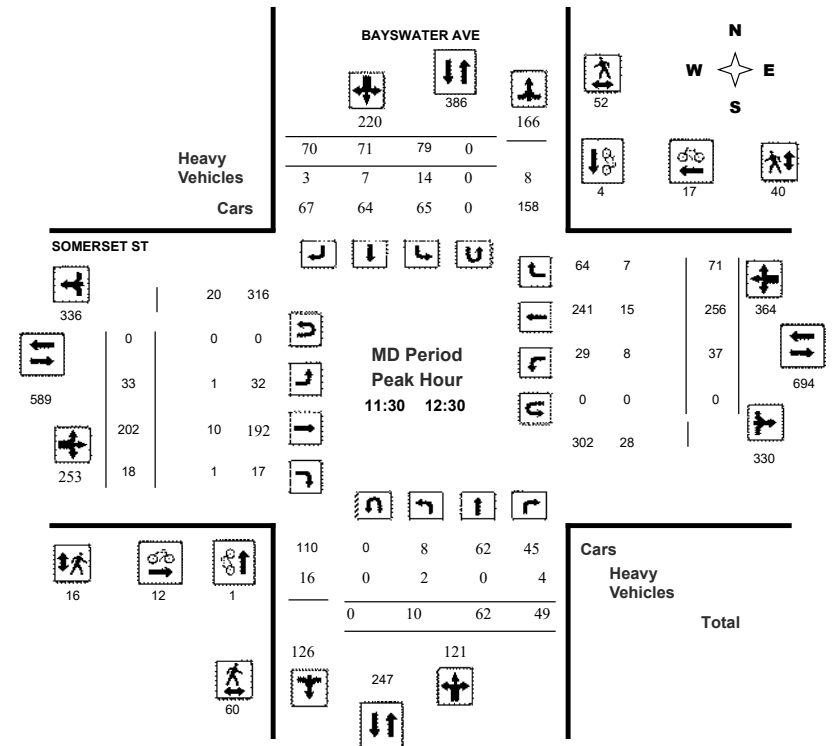 BAYSWATER AVE
N
W E
S
386
52
220 166
70 71 79 0
Heavy
Vehicles 3 7 14 0 8
Cars 67 64 65 0 158
4 17 40
SOMERSET ST
336
20 316
64 7 71
364
241 15 256
0 0 0
29 8 37
589
33 1 32
0 0 0
694
202 10 192
302 28
330
253
18 1 17
MD Period
Peak Hour
11:30 12:30
110 0 8 62 45 Cars
16 0 2 0 4 Heavy
Vehicles
0 10 62 49 Total
16 12 1
126 121
247
60